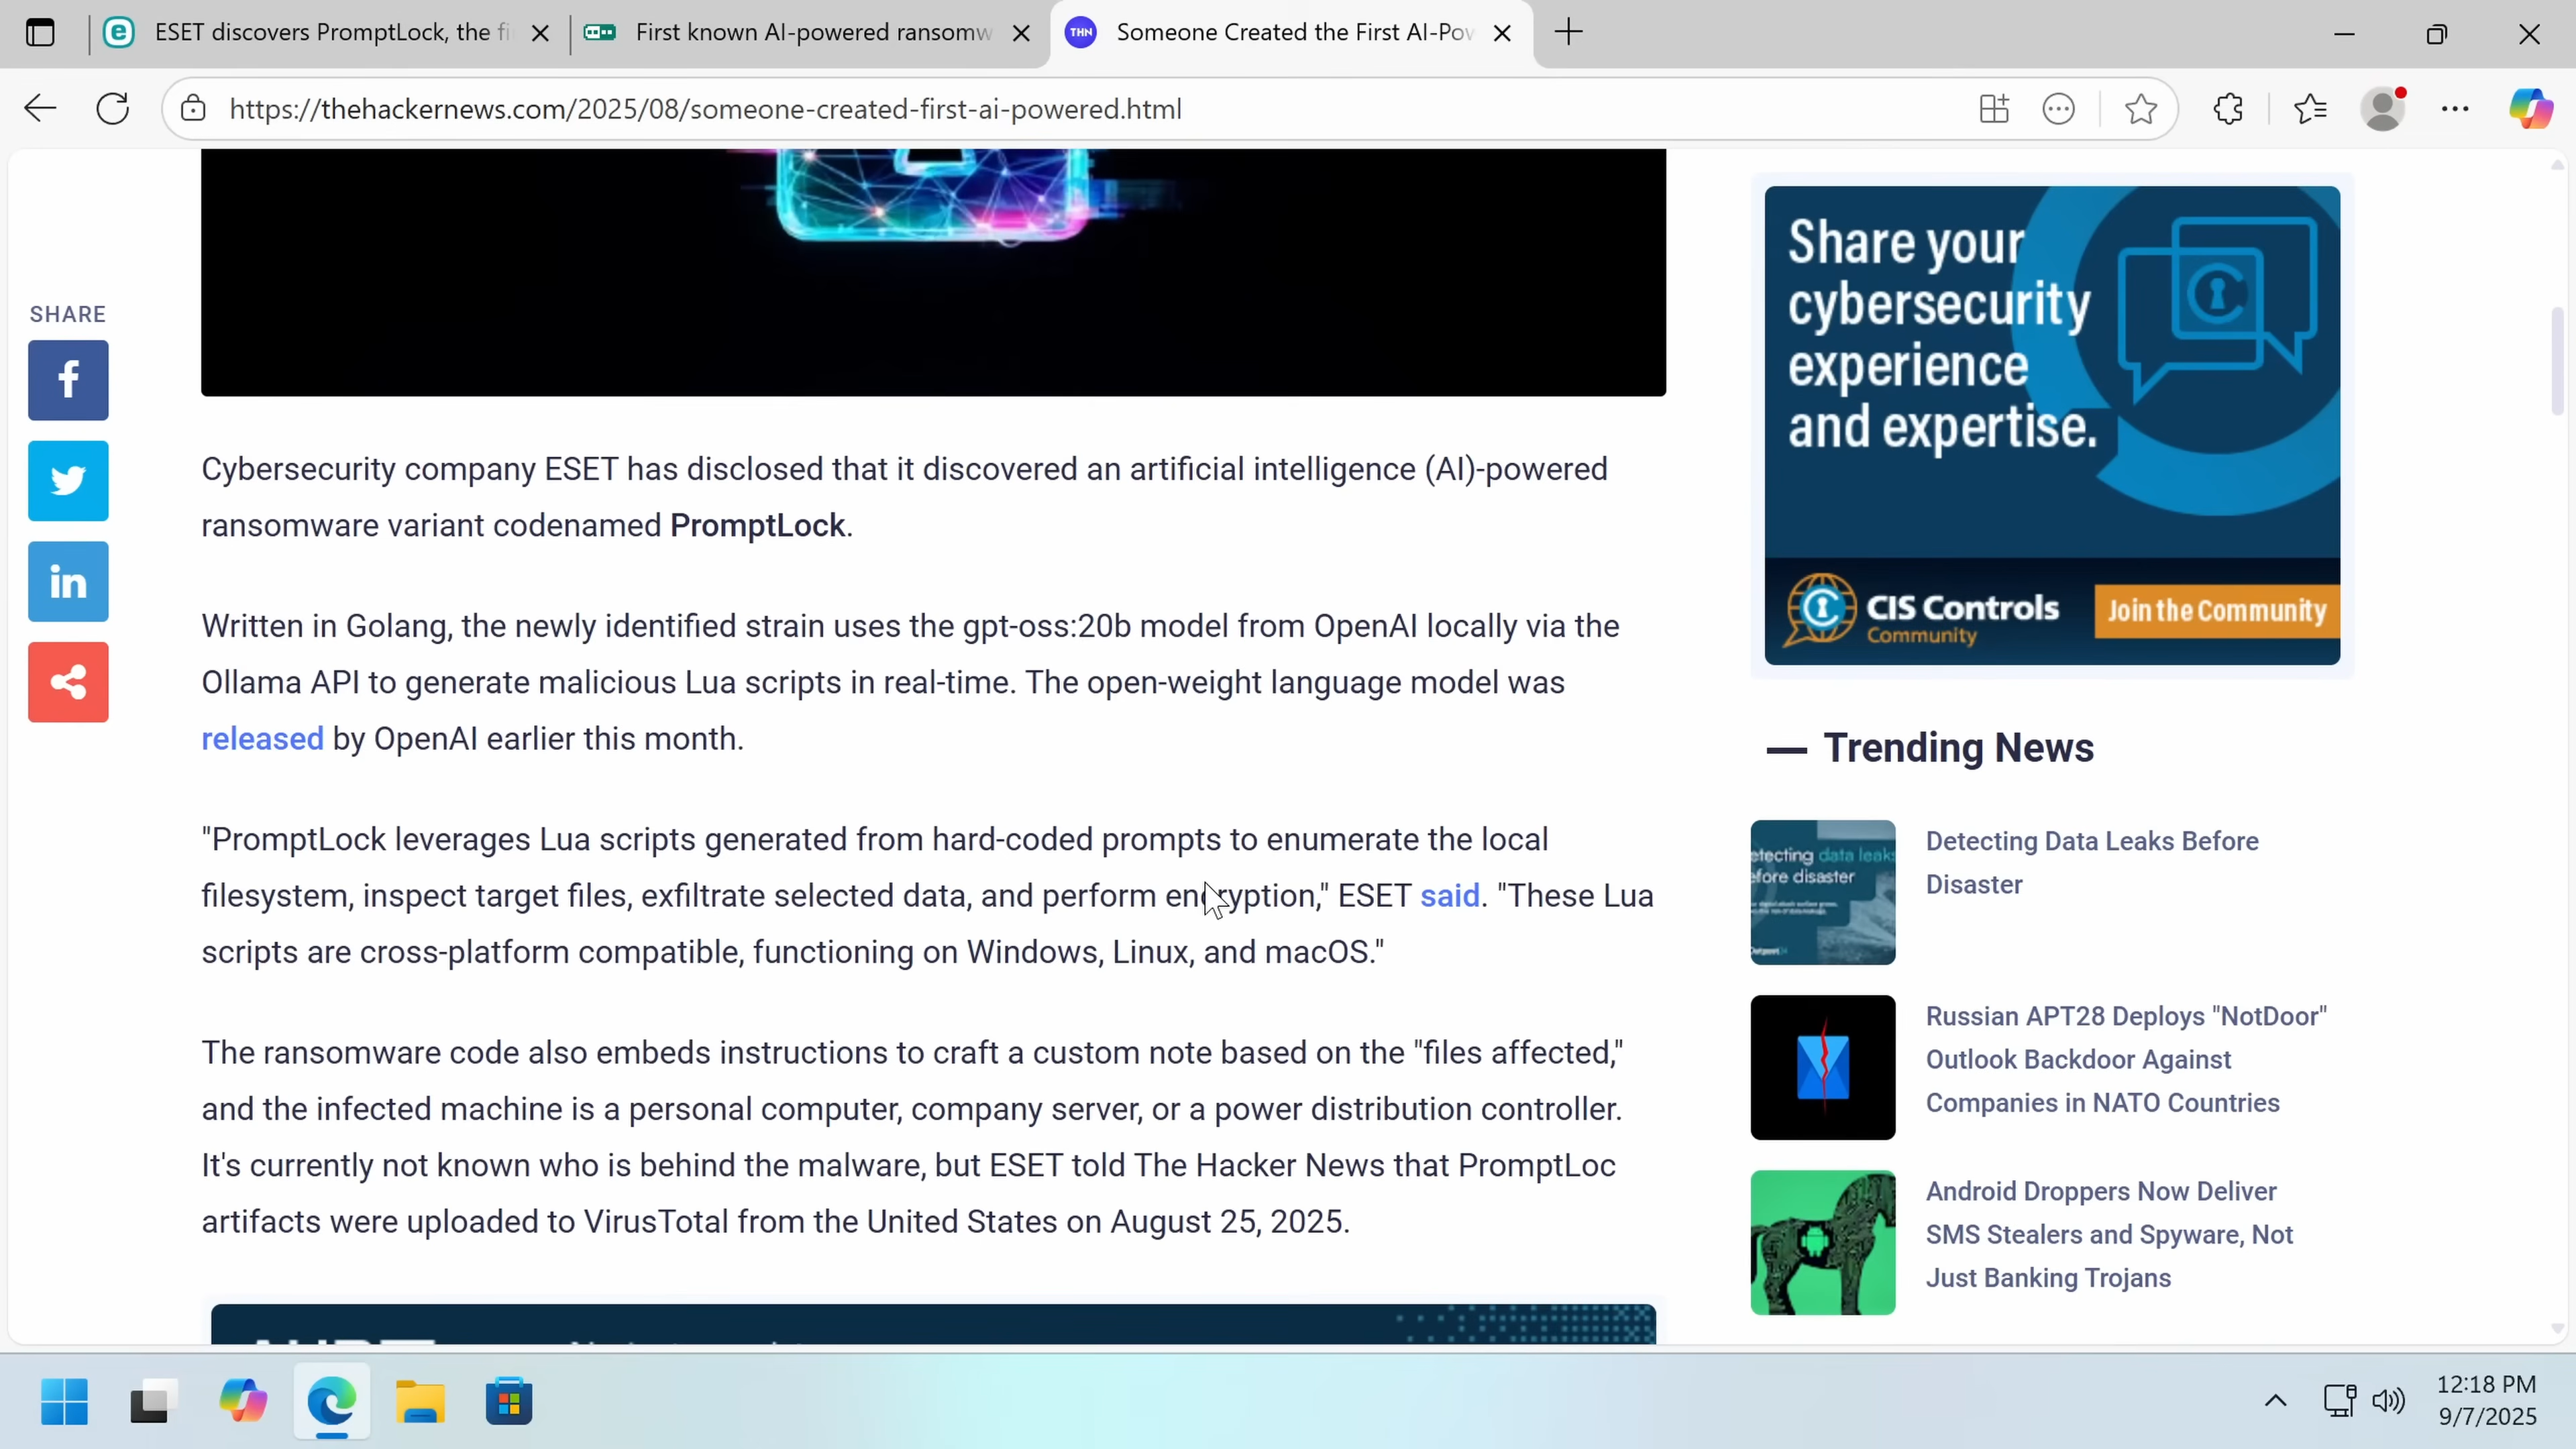 ESET discovers PromptLock, the fi
First known AI-powered ransomw
THN
Someone Created the First AI-Pow
https://thehackernews.com/2025/08/someone-created-first-ai-powered.html
SHARE
Cybersecurity company ESET has disclosed that it discovered an artificial intelligence (AI)-powered
ransomware variant codenamed PromptLock.
Written in Golang, the newly identified strain uses the gpt-oss:20b model from OpenAI locally via the
Ollama API to generate malicious Lua scripts in real-time. The open-weight language model was
released by OpenAI earlier this month.
"PromptLock leverages Lua scripts generated from hard-coded prompts to enumerate the local
filesystem, inspect target files, exfiltrate selected data, and perform encryption," ESET said. "These Lua
scripts are cross-platform compatible, functioning on Windows, Linux, and macOS."
The ransomware code also embeds instructions to craft a custom note based on the "files affected,"
and the infected machine is a personal computer, company server, or a power distribution controller.
It's currently not known who is behind the malware, but ESET told The Hacker News that PromptLoc
artifacts were uploaded to VirusTotal from the United States on August 25, 2025.
Share your
cybersecurity
experience
and expertise.
CIS Controls
Community
Join the Community
Trending News
etecting data leak
efore disaster
Detecting Data Leaks Before
Disaster
Russian APT28 Deploys "NotDoor"
Outlook Backdoor Against
Companies in NATO Countries
Android Droppers Now Deliver
SMS Stealers and Spyware, Not
Just Banking Trojans
12:18 PM
9/7/2025